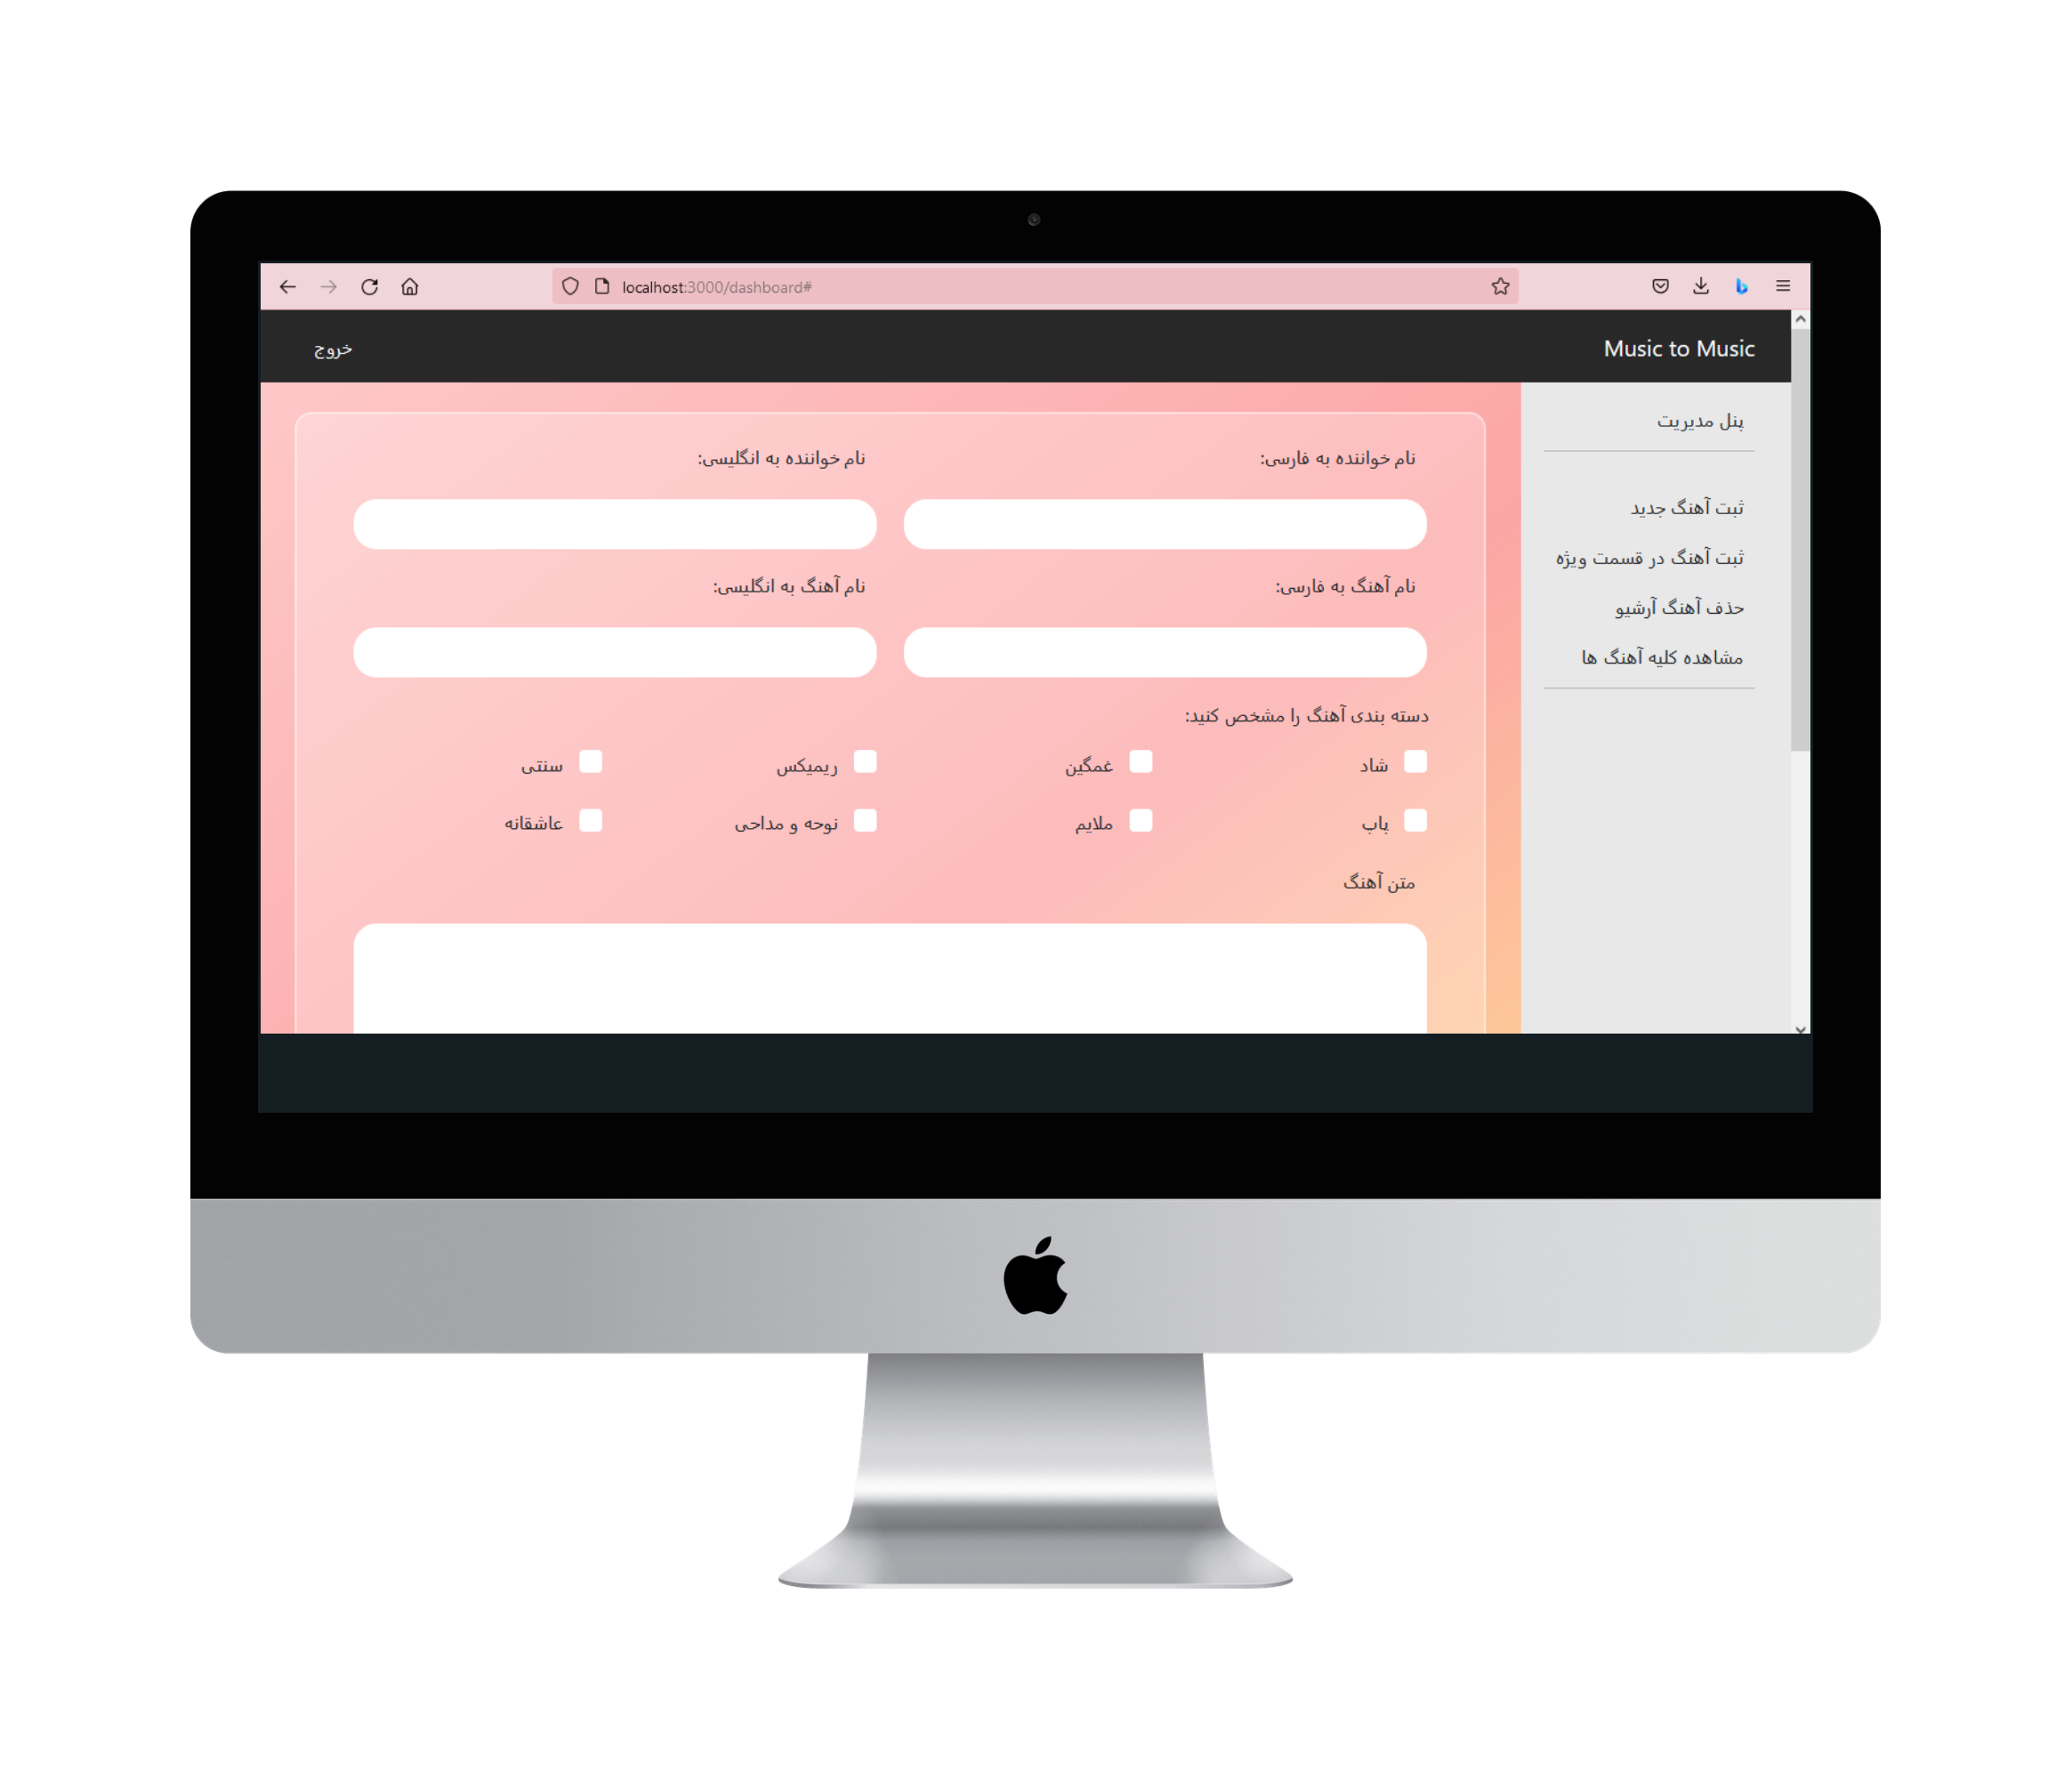 localhost:3000/dashboard#
Music to Music
خروج
پنل مدیریت
ثبت آهنگ جدید
ثبت آهنگ در قسمت ویژه
حذف آهنگ آرشیو
مشاهده کلیه آهنگ ها
نام خواننده به فارسی:
نام خواننده به انگلیسی:
نام آهنگ به فارسی:
نام آهنگ به انگلیسی:
دسته بندی آهنگ را مشخص کنید:
شاد غمگین ریمیکس سنتی
پاپ ملایم نوحه و مداحی عاشقانه
متن آهنگ